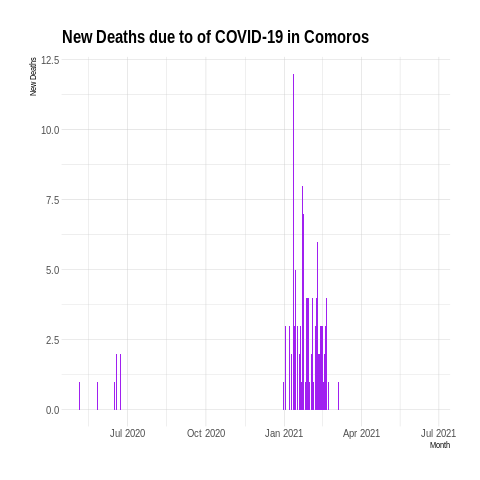 New Deaths due to of COVID-19 in Comoros
New Deaths
12.5
10.0
7.5
5.0
2.5
0.0
Jul 2020 Oct 2020 Jan 2021 Apr 2021 Jul 2021
Month